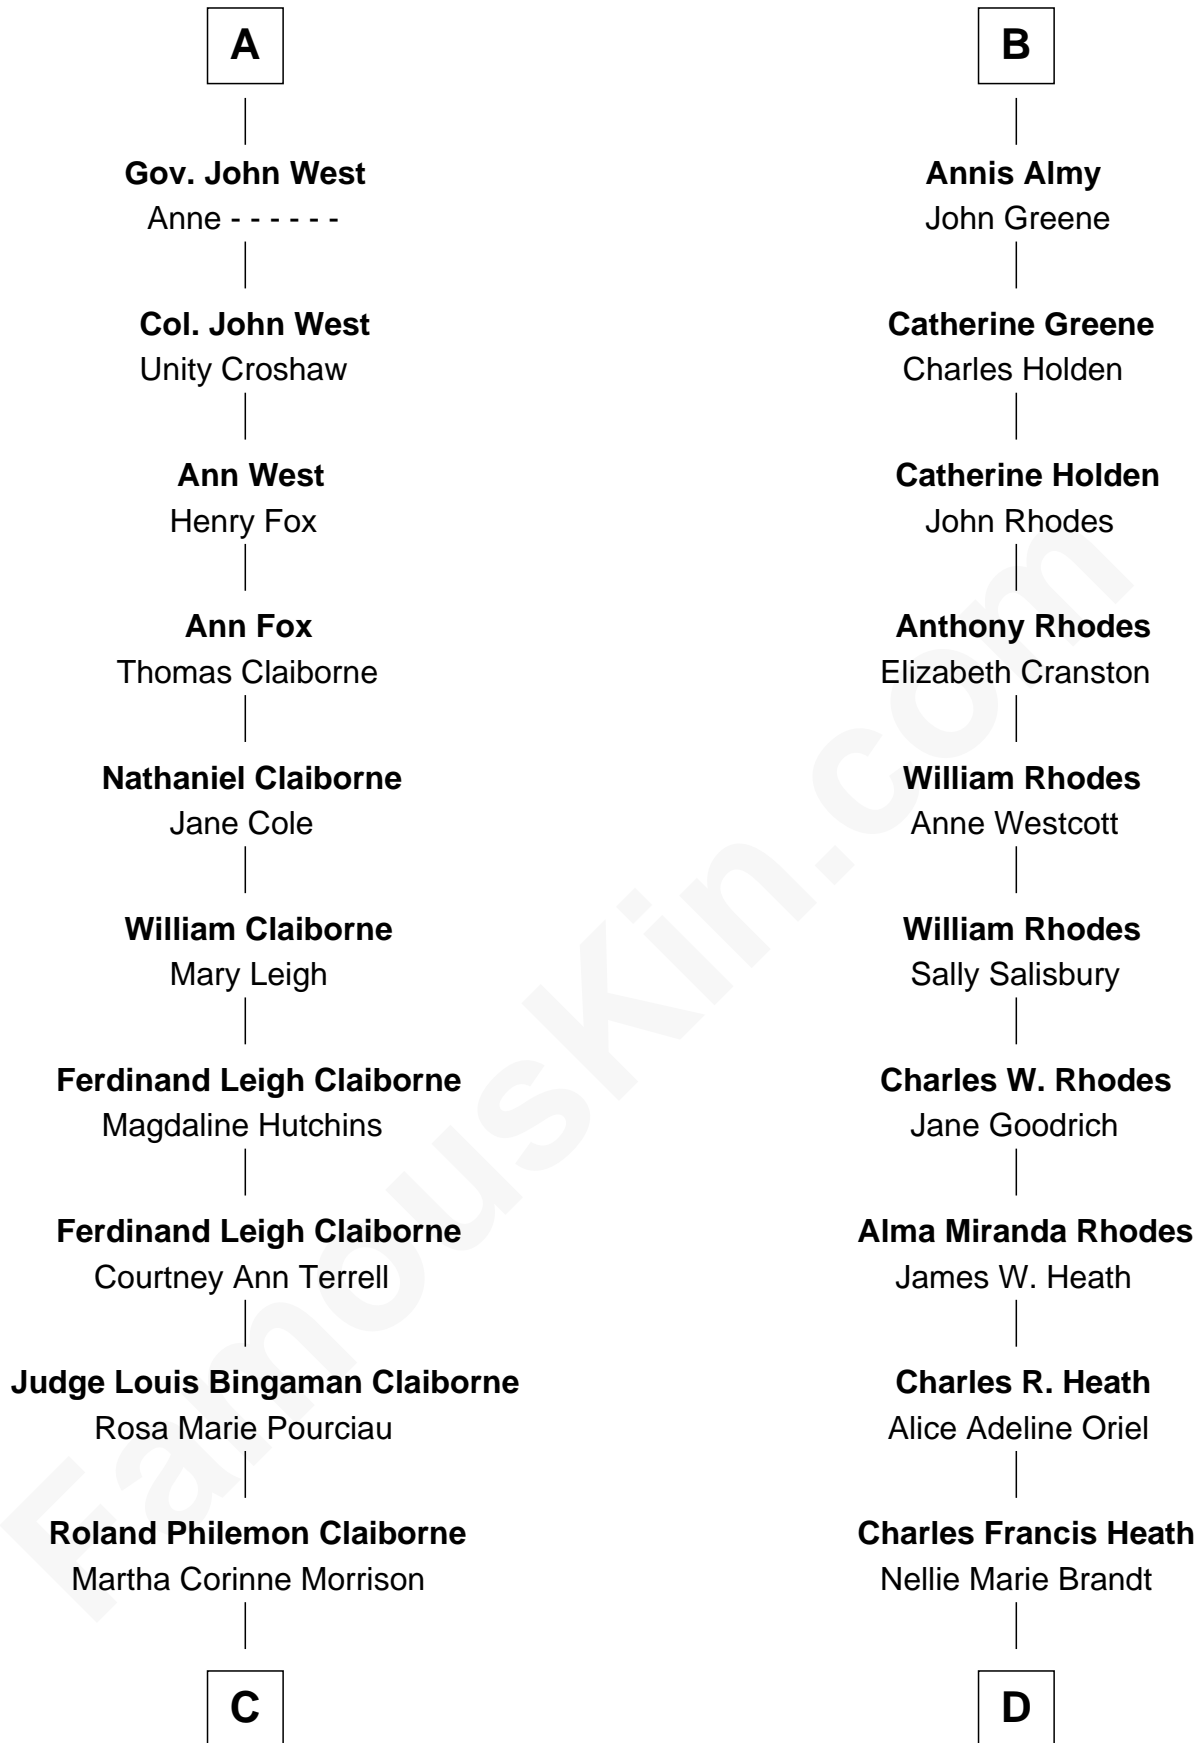 A
Gov. John West
Anne - - - - - -
Col. John West
Unity Croshaw
Ann West
Henry Fox
Ann Fox
Thomas Claiborne
Nathaniel Claiborne
Jane Cole
William Claiborne
Mary Leigh
Ferdinand Leigh Claiborne
Magdaline Hutchins
Ferdinand Leigh Claiborne
Courtney Ann Terrell
Judge Louis Bingaman Claiborne
Rosa Marie Pourciau
Roland Philemon Claiborne
Martha Corinne Morrison
C
B
Annis Almy
John Greene
Catherine Greene
Charles Holden
Catherine Holden
John Rhodes
Anthony Rhodes
Elizabeth Cranston
William Rhodes
Anne Westcott
William Rhodes
Sally Salisbury
Charles W. Rhodes
Jane Goodrich
Alma Miranda Rhodes
James W. Heath
Charles R. Heath
Alice Adeline Oriel
Charles Francis Heath
Nellie Marie Brandt
D
FamousKin.com